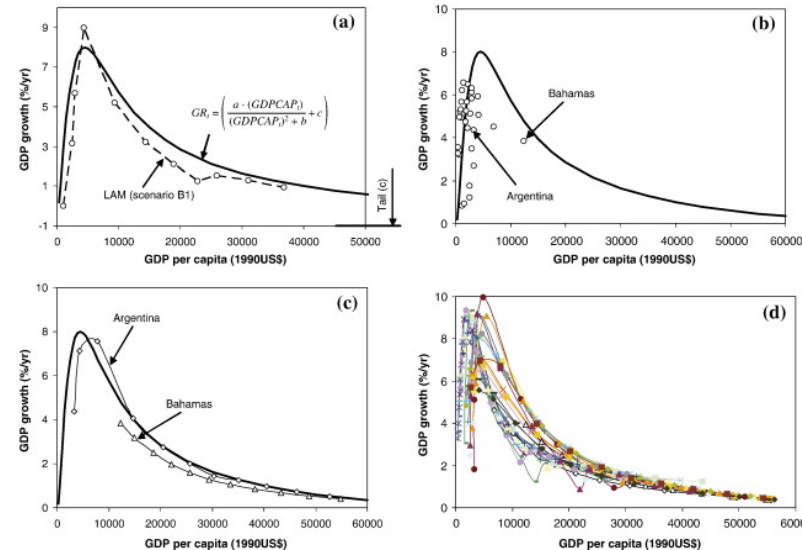 (a)
9
7
5
3
1
-1
GDP growth (%/yr)
GR_t = ( a · (GDPCAP_t) / (GDPCAP_t)² + b + c )
LAM (scenario B1)
Tail (c)
0 10000 20000 30000 40000 50000
GDP per capita (1990US$)
(b)
10
8
6
4
2
0
GDP growth (%/yr)
Bahamas
Argentina
0 10000 20000 30000 40000 50000 60000
GDP per capita (1990US$)
(c)
10
8
6
4
2
0
GDP growth (%/yr)
Argentina
Bahamas
0 10000 20000 30000 40000 50000 60000
GDP per capita (1990US$)
(d)
10
8
6
4
2
0
GDP growth (%/yr)
0 10000 20000 30000 40000 50000 6000
GDP per capita (1990US$)